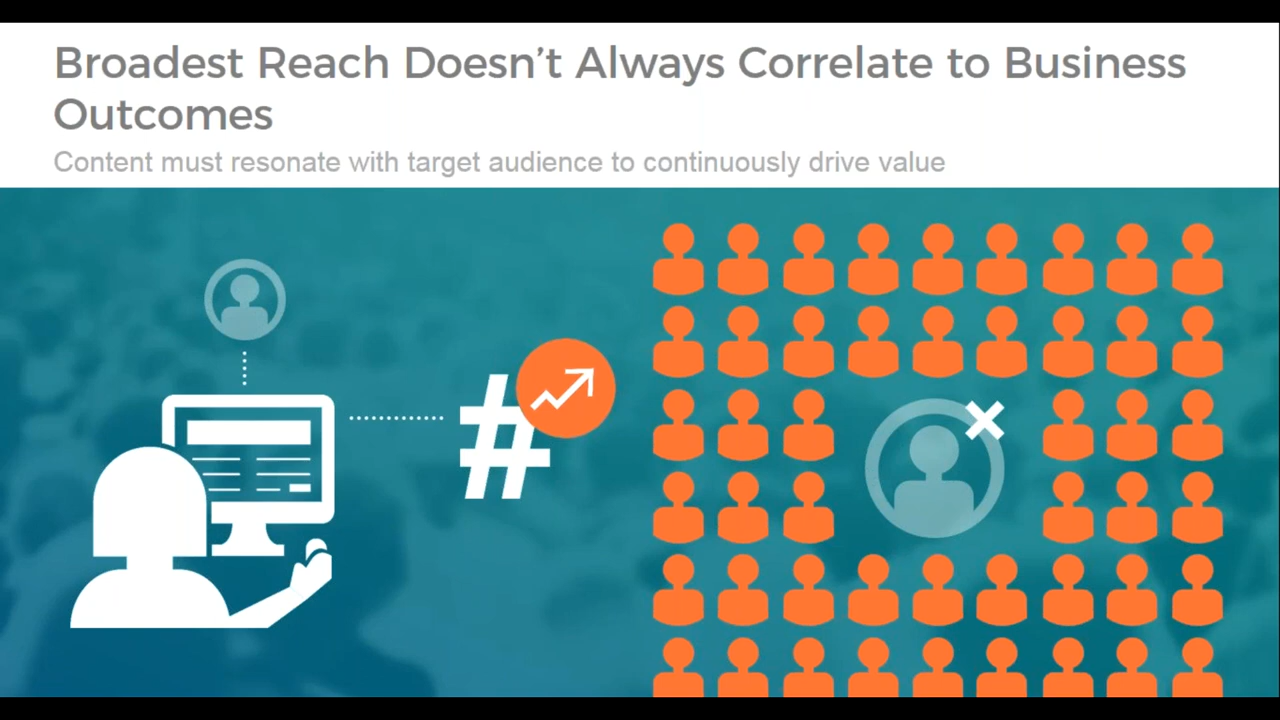 Broadest Reach Doesn't Always Correlate to Business
Outcomes
Content must resonate with target audience to continuously drive value
#